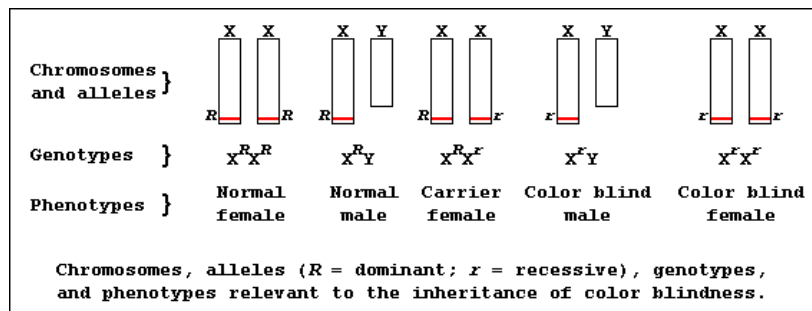 X X X Y X X X Y X X
Chromosomes
and alleles }
R R R R r r r r
Genotypes } XᴿXᴿ XᴿY XᴿXʳ XʳY XʳXʳ
Phenotypes } Normal female Normal male Carrier female Color blind male Color blind female
Chromosomes, alleles (R = dominant; r = recessive), genotypes,
and phenotypes relevant to the inheritance of color blindness.